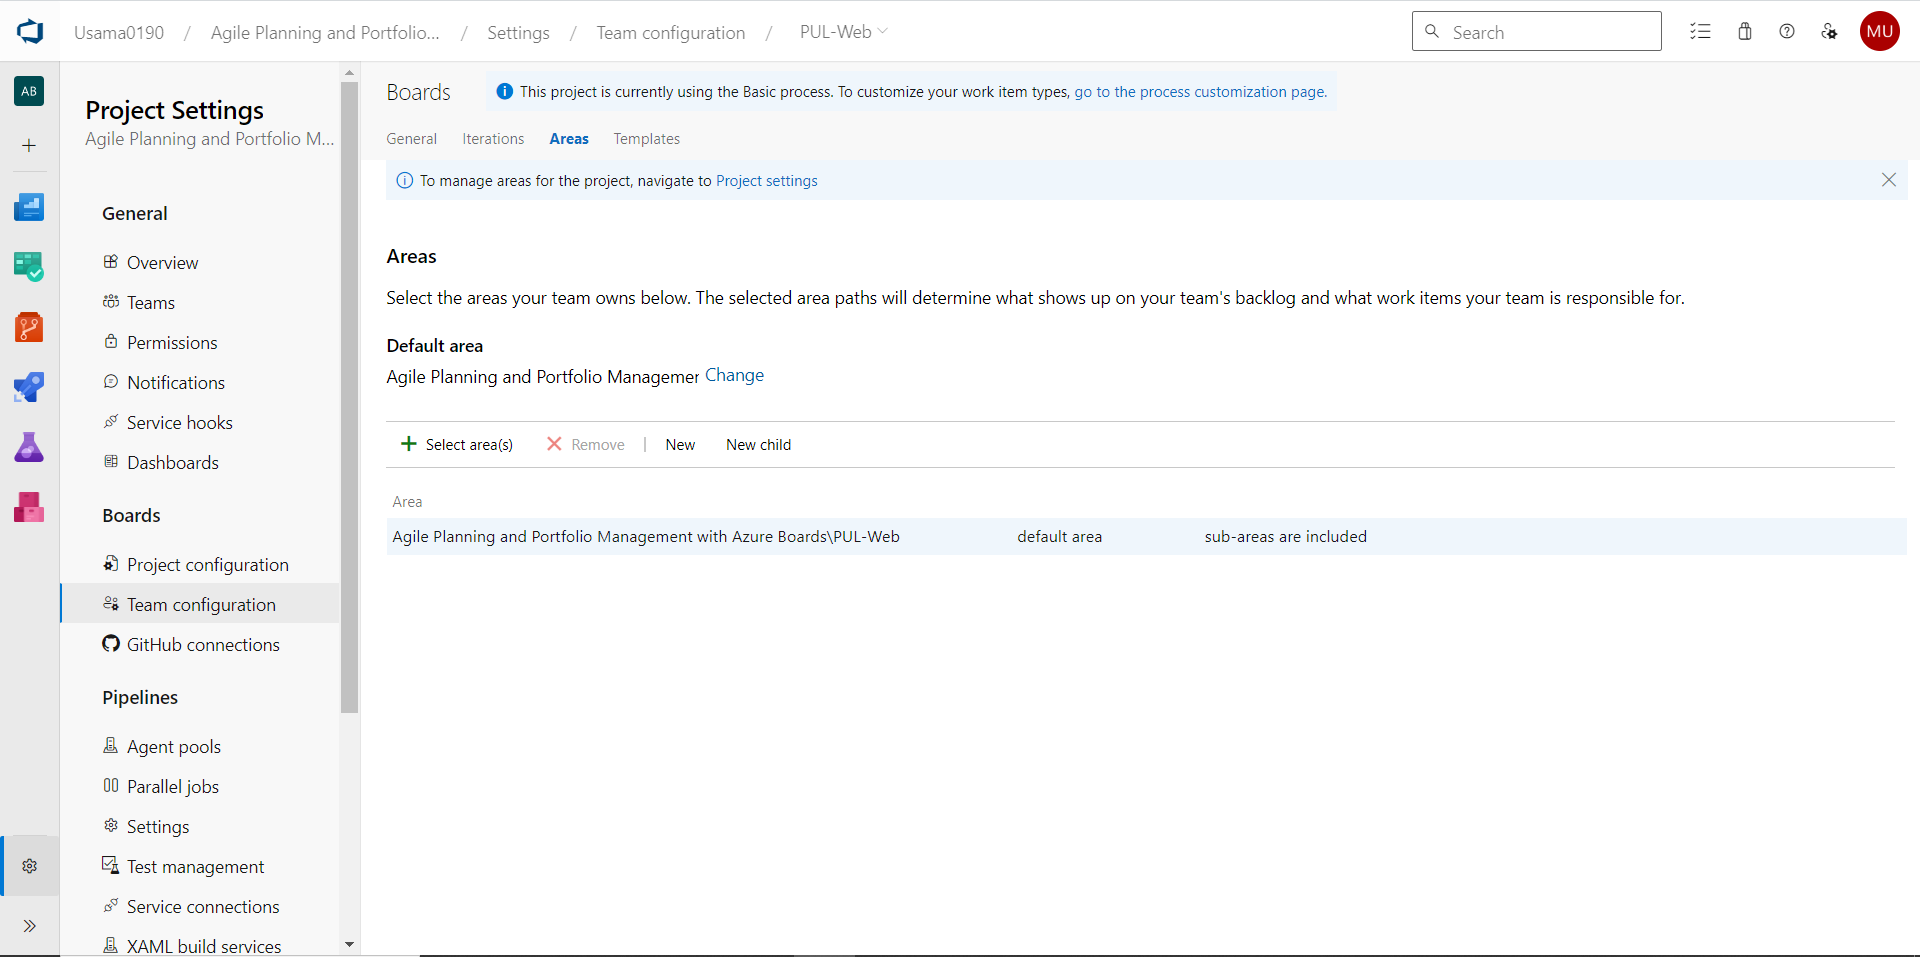 Usama0190 / Agile Planning and Portfolio... / Settings / Team configuration / PUL-Web
Search
MU
AB
Project Settings
Agile Planning and Portfolio M...
General
Overview
Teams
Permissions
Notifications
Service hooks
Dashboards
Boards
Project configuration
Team configuration
GitHub connections
Pipelines
Agent pools
Parallel jobs
Settings
Test management
Service connections
XAML build services
Boards
This project is currently using the Basic process. To customize your work item types, go to the process customization page.
General Iterations Areas Templates
To manage areas for the project, navigate to Project settings
Areas
Select the areas your team owns below. The selected area paths will determine what shows up on your team's backlog and what work items your team is responsible for.
Default area
Agile Planning and Portfolio Managemer Change
Select area(s) Remove | New New child
Area
Agile Planning and Portfolio Management with Azure Boards\PUL-Web default area sub-areas are included